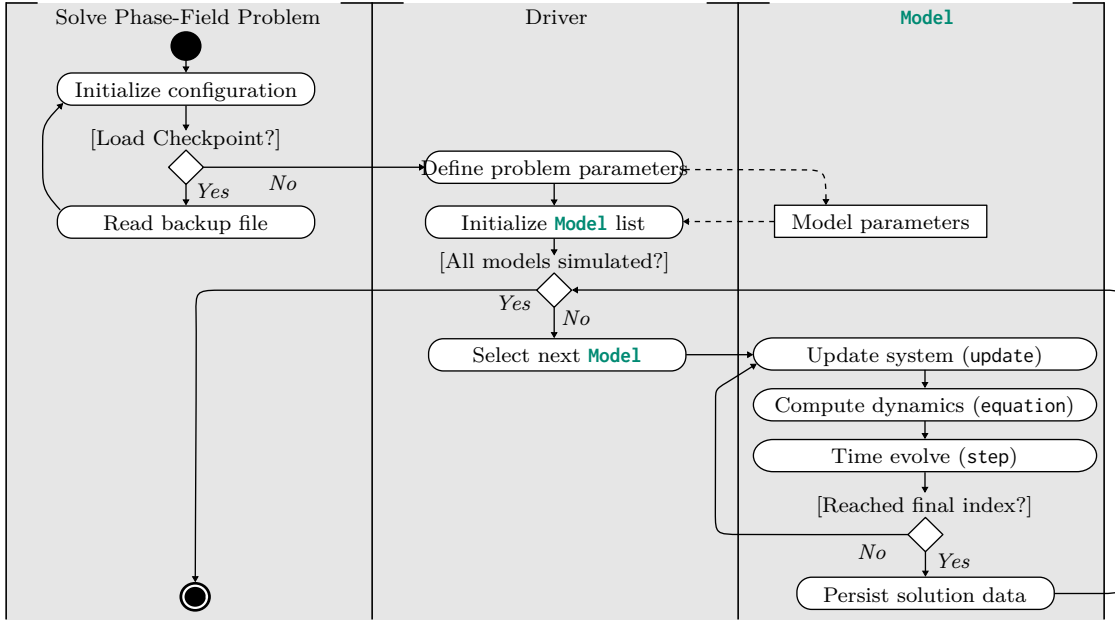 Solve Phase-Field Problem
Driver
Model
Initialize configuration
[Load Checkpoint?]
Yes
No
Read backup file
Define problem parameters
Initialize Model list
Model parameters
[All models simulated?]
Yes
No
Select next Model
Update system (update)
Compute dynamics (equation)
Time evolve (step)
[Reached final index?]
No
Yes
Persist solution data